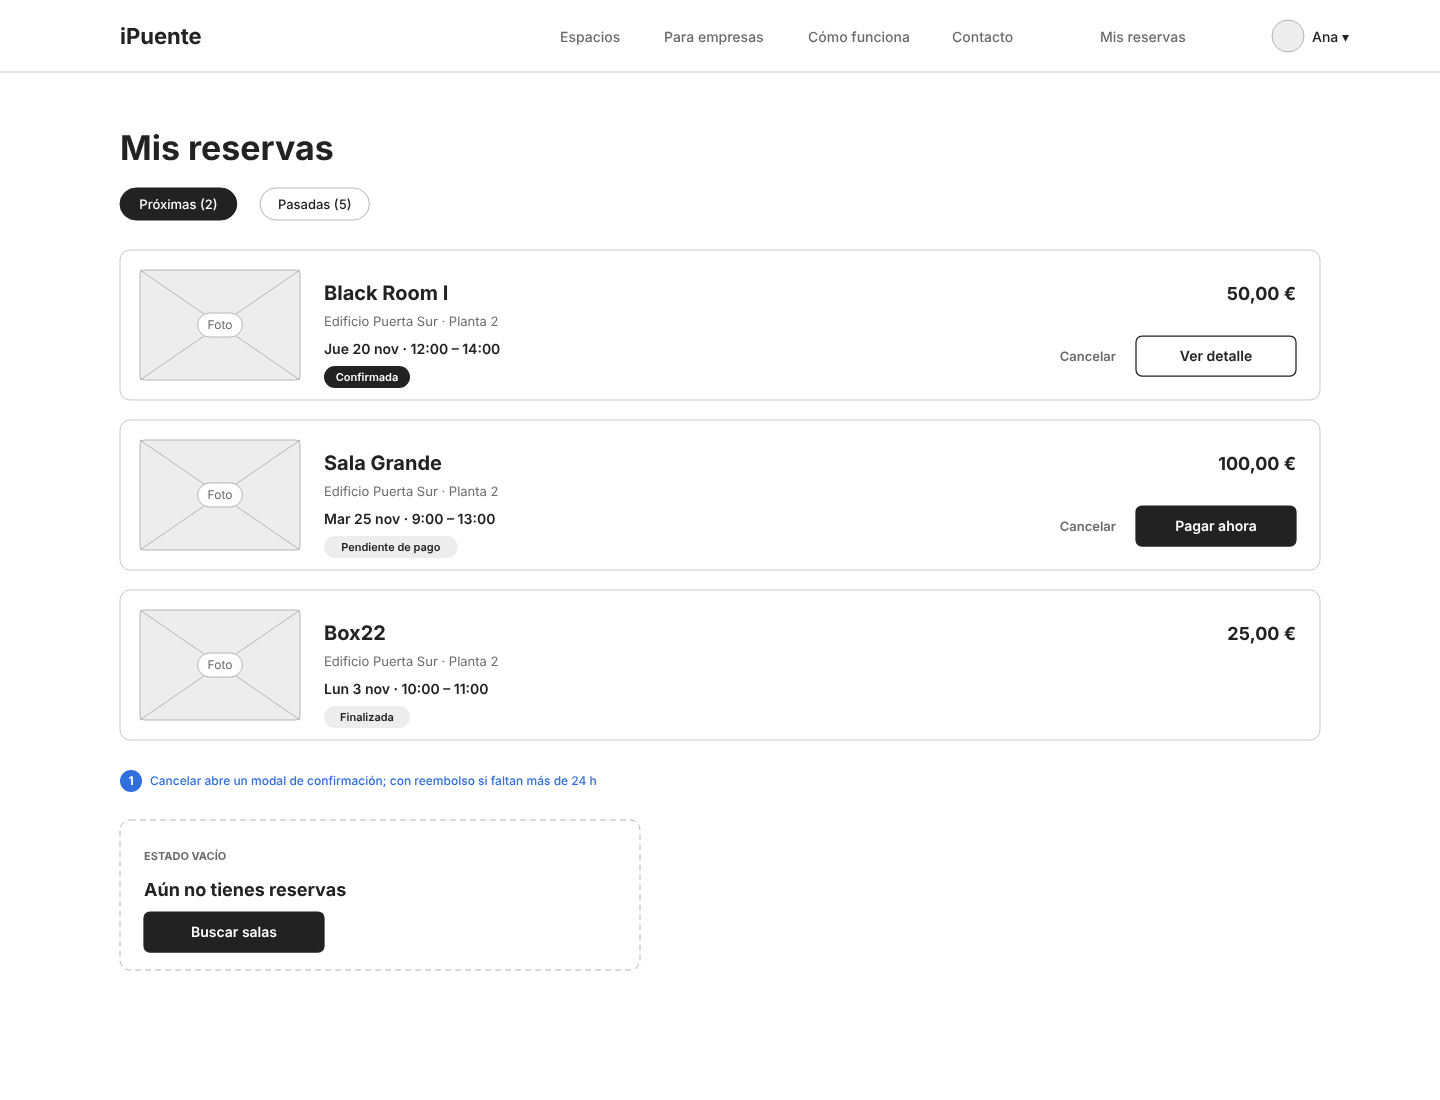 iPuente
Espacios
Para empresas
Cómo funciona
Contacto
Mis reservas
Ana ▾
Mis reservas
Próximas (2)
Pasadas (5)
Foto
Black Room I
Edificio Puerta Sur · Planta 2
Jue 20 nov · 12:00 – 14:00
Confirmada
50,00 €
Cancelar
Ver detalle
Foto
Sala Grande
Edificio Puerta Sur · Planta 2
Mar 25 nov · 9:00 – 13:00
Pendiente de pago
100,00 €
Cancelar
Pagar ahora
Foto
Box22
Edificio Puerta Sur · Planta 2
Lun 3 nov · 10:00 – 11:00
Finalizada
25,00 €
1 Cancelar abre un modal de confirmación; con reembolso si faltan más de 24 h
ESTADO VACÍO
Aún no tienes reservas
Buscar salas